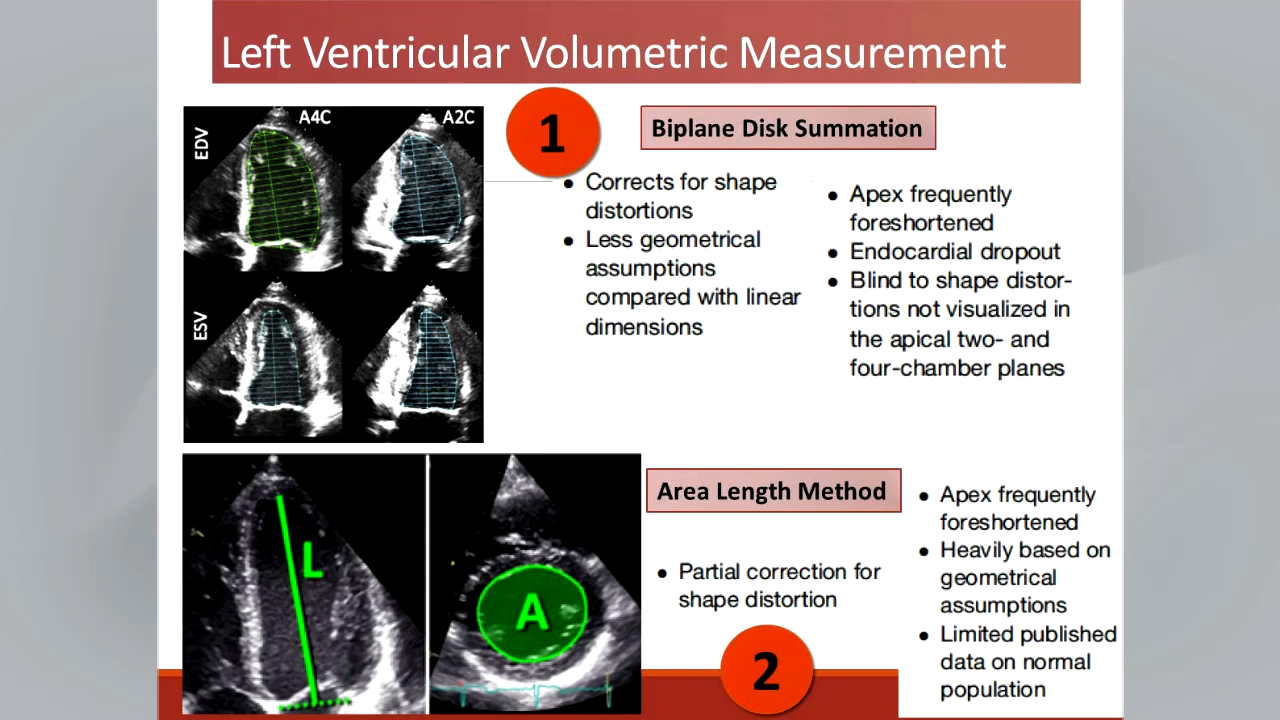 Left Ventricular Volumetric Measurement
A4C
A2C
EDV
ESV
1
Biplane Disk Summation
• Corrects for shape
distortions
• Less geometrical
assumptions
compared with linear
dimensions
• Apex frequently
foreshortened
• Endocardial dropout
• Blind to shape distor-
tions not visualized in
the apical two- and
four-chamber planes
L
A
Area Length Method
• Partial correction for
shape distortion
2
• Apex frequently
foreshortened
• Heavily based on
geometrical
assumptions
• Limited published
data on normal
population